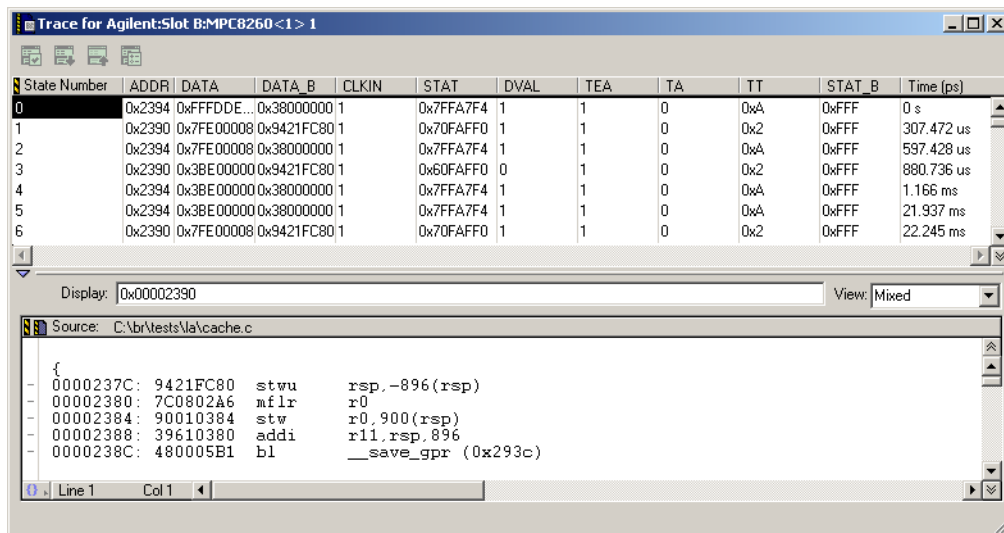 Trace for Agilent:Slot B:MPC8260<1> 1
State Number ADDR DATA DATA_B CLKIN STAT DVAL TEA TA TT STAT_B Time (ps)
0 0x2394 0xFFFDDE... 0x38000000 1 0x7FFA7F4 1 1 0 0xA 0xFFF 0 s
1 0x2390 0x7FE00008 0x9421FC80 1 0x70FAFF0 1 1 0 0x2 0xFFF 307.472 us
2 0x2394 0x7FE00008 0x38000000 1 0x7FFA7F4 1 1 0 0xA 0xFFF 597.428 us
3 0x2390 0x3BE00000 0x9421FC80 1 0x60FAFF0 0 1 0 0x2 0xFFF 880.736 us
4 0x2394 0x3BE00000 0x38000000 1 0x7FFA7F4 1 1 0 0xA 0xFFF 1.166 ms
5 0x2394 0x3BE00000 0x38000000 1 0x7FFA7F4 1 1 0 0xA 0xFFF 21.937 ms
6 0x2390 0x7FE00008 0x9421FC80 1 0x70FAFF0 1 1 0 0x2 0xFFF 22.245 ms
Display: 0x00002390 View: Mixed
Source: C:\br\tests\la\cache.c
{
0000237C: 9421FC80 stwu rsp,-896(rsp)
00002380: 7C0802A6 mflr r0
00002384: 90010384 stw r0,900(rsp)
00002388: 39610380 addi r11,rsp,896
0000238C: 480005B1 bl __save_gpr (0x293c)
Line 1 Col 1